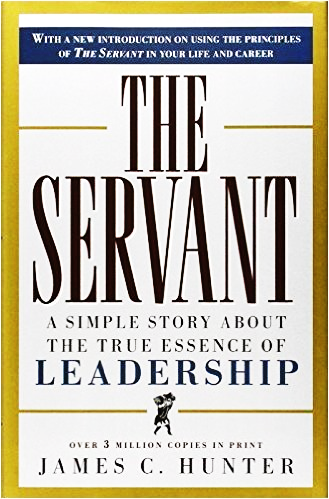 WITH A NEW INTRODUCTION ON USING THE PRINCIPLES
OF THE SERVANT IN YOUR LIFE AND CAREER
THE
SERVANT
A SIMPLE STORY ABOUT
THE TRUE ESSENCE OF
LEADERSHIP
OVER 3 MILLION COPIES IN PRINT
JAMES C. HUNTER